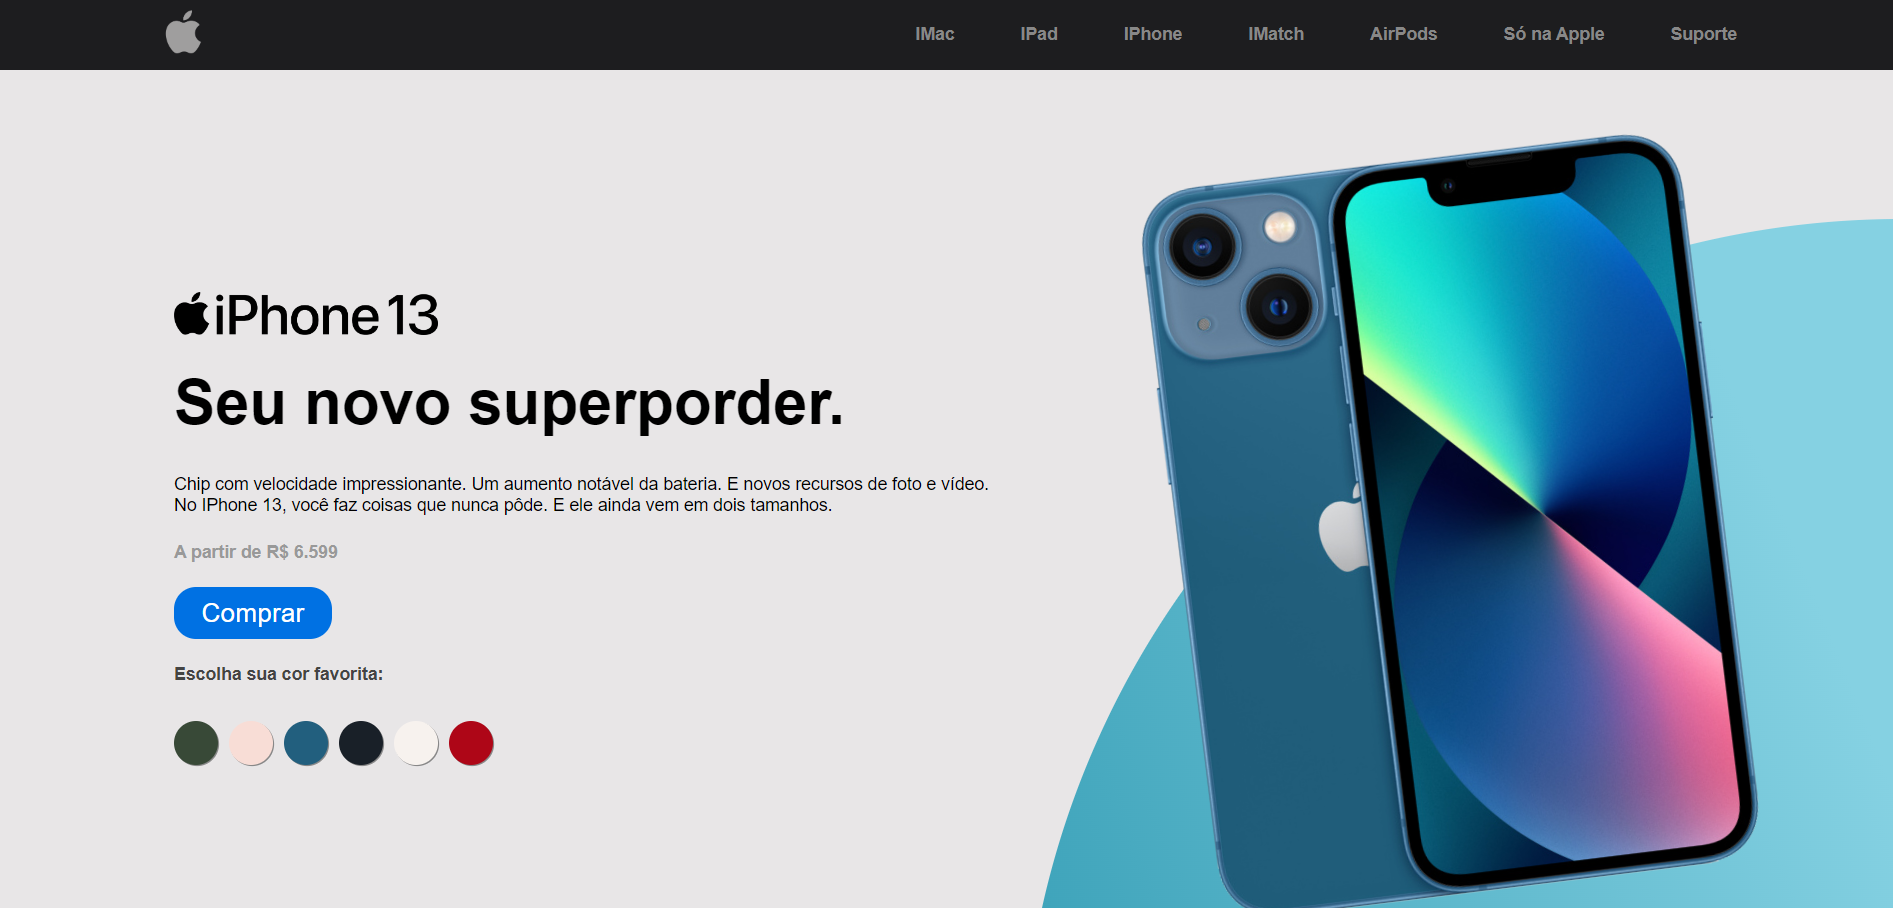 IMac IPad IPhone IMatch AirPods Só na Apple Suporte
iPhone 13
Seu novo superporder.
Chip com velocidade impressionante. Um aumento notável da bateria. E novos recursos de foto e vídeo.
No IPhone 13, você faz coisas que nunca pôde. E ele ainda vem em dois tamanhos.
A partir de R$ 6.599
Comprar
Escolha sua cor favorita: